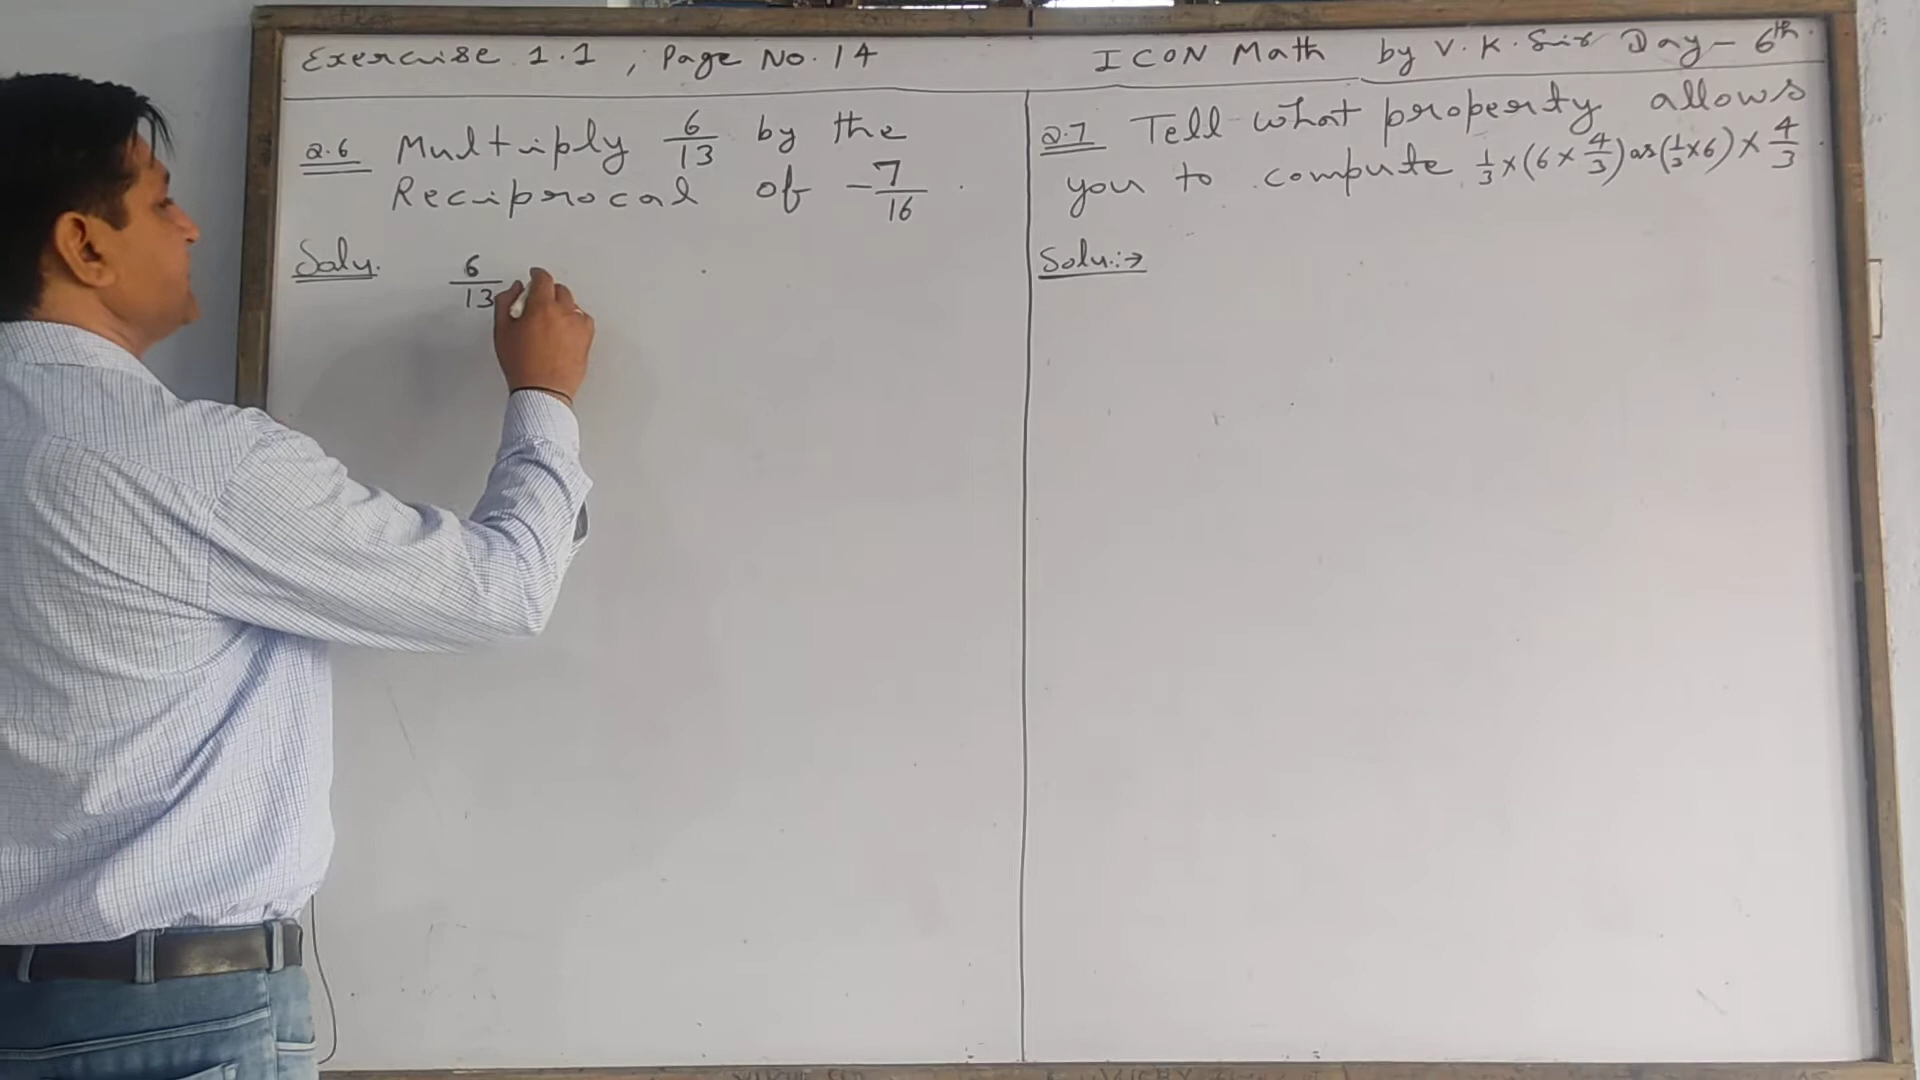 Exercise 1.1 , Page No. 14
ICON Math by V. K. Sir Day - 6th.
Q.6 Multiply 6/13 by the
Reciprocal of -7/16 .
Solu.
6/13
Q.7 Tell what property allows
you to compute 1/3 × (6 × 4/3) as (1/3 × 6) × 4/3 .
Solu.:→